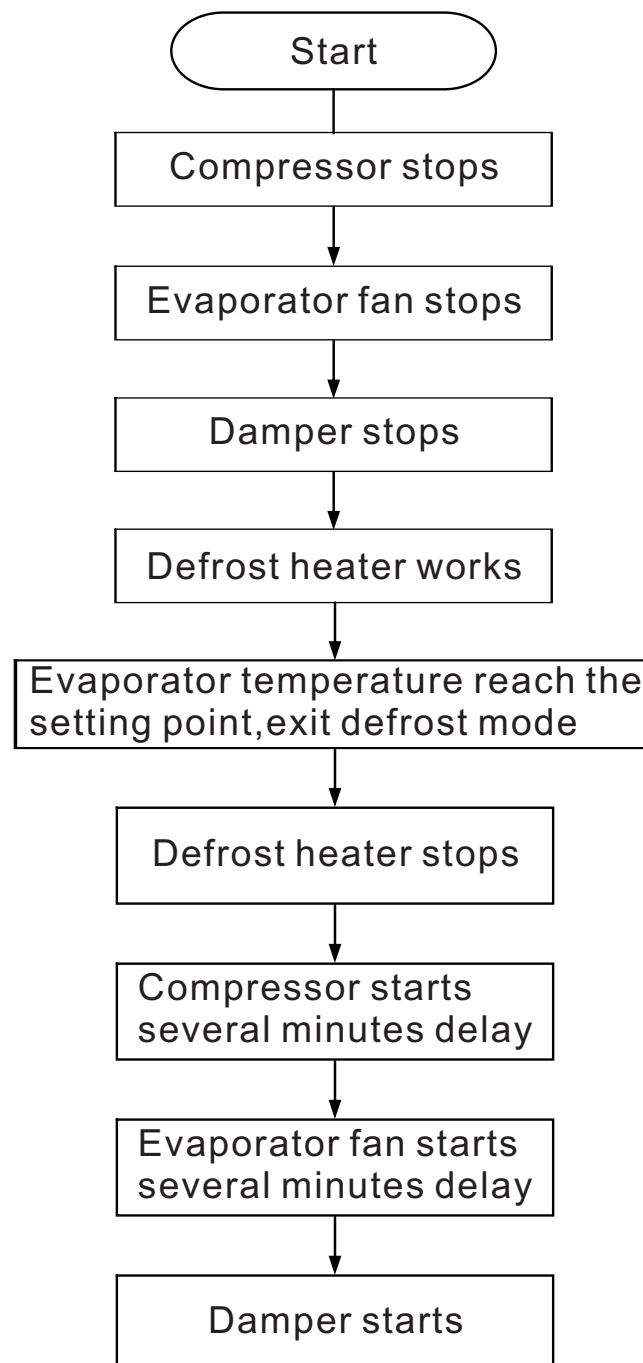 Start
Compressor stops
Evaporator fan stops
Damper stops
Defrost heater works
Evaporator temperature reach the
setting point,exit defrost mode
Defrost heater stops
Compressor starts
several minutes delay
Evaporator fan starts
several minutes delay
Damper starts